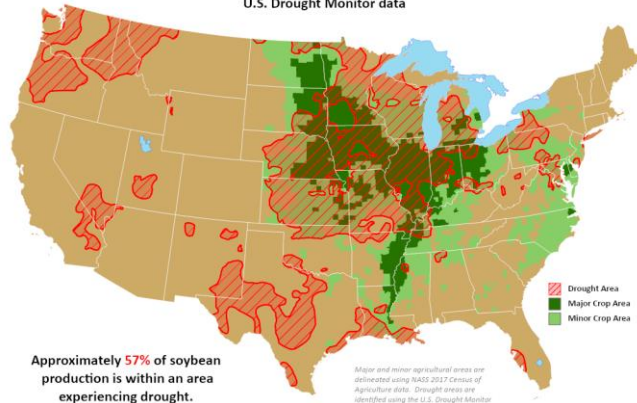 U.S. Drought Monitor data
Drought Area
Major Crop Area
Minor Crop Area
Approximately 57% of soybean
production is within an area
experiencing drought.
Major and minor agricultural areas are
delineated using NASS 2017 Census of
Agriculture data. Drought areas are
identified using the U.S. Drought Monitor